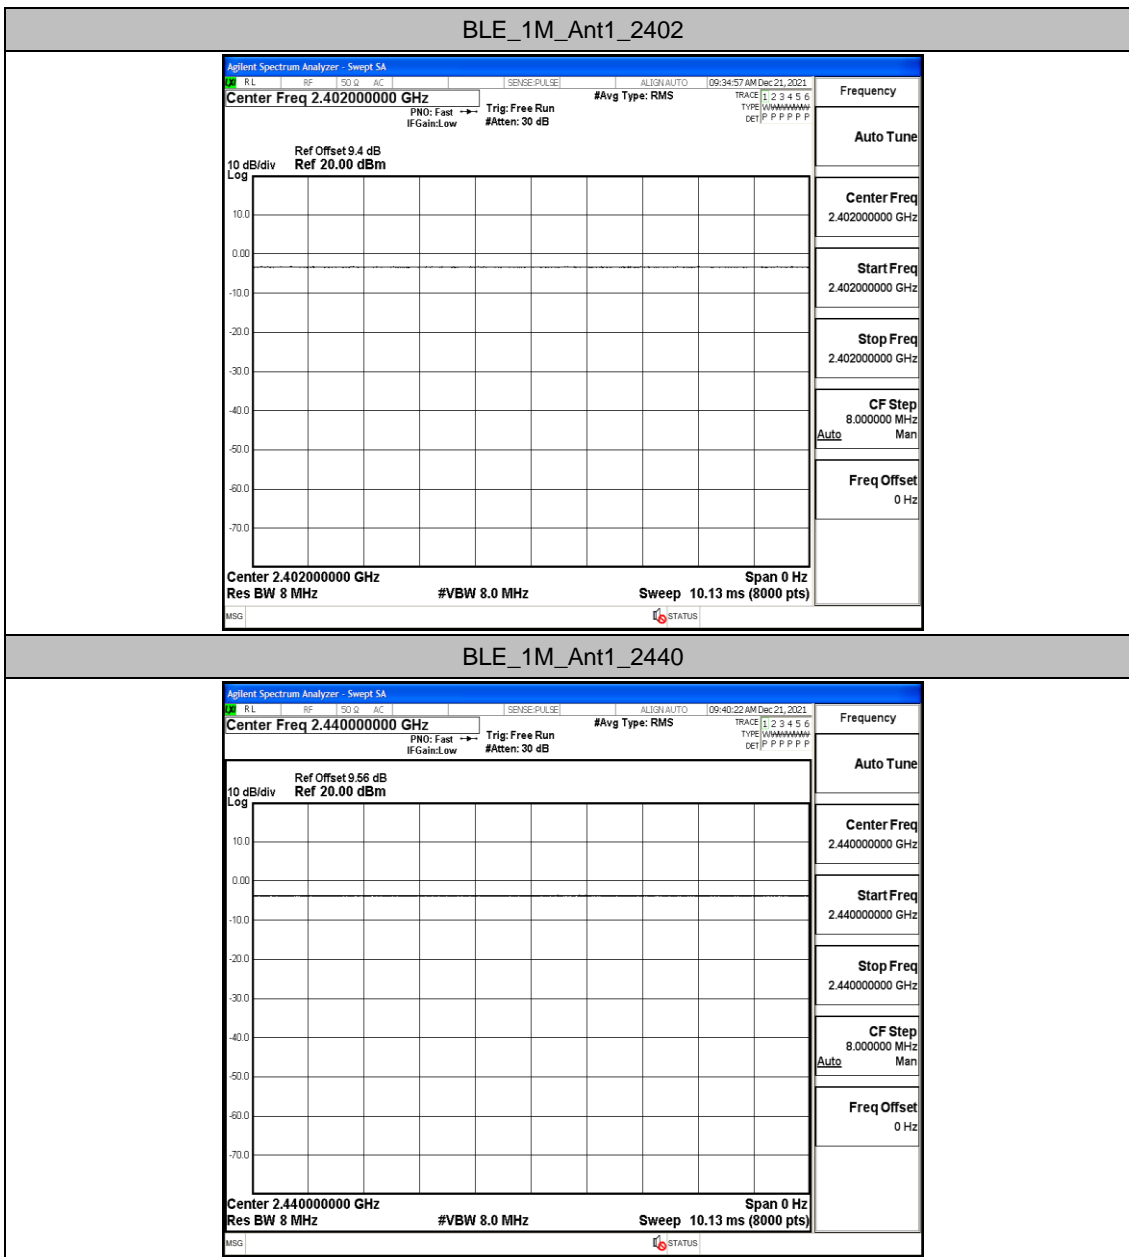 BLE_1M_Ant1_2402
Agilent Spectrum Analyzer - Swept SA
LXI RL RF 50 Ω AC SENSE:PULSE ALIGNAUTO 09:34:57 AM Dec 21, 2021
Center Freq 2.402000000 GHz #Avg Type: RMS TRACE 1 2 3 4 5 6
PNO: Fast Trig: Free Run TYPE
IFGain:Low #Atten: 30 dB DET P P P P P P
Ref Offset 9.4 dB
10 dB/div Ref 20.00 dBm
Log
10.0
0.00
-10.0
-20.0
-30.0
-40.0
-50.0
-60.0
-70.0
Center 2.402000000 GHz Span 0 Hz
Res BW 8 MHz #VBW 8.0 MHz Sweep 10.13 ms (8000 pts)
MSG STATUS
Frequency
Auto Tune
Center Freq
2.402000000 GHz
Start Freq
2.402000000 GHz
Stop Freq
2.402000000 GHz
CF Step
8.000000 MHz
Auto Man
Freq Offset
0 Hz
BLE_1M_Ant1_2440
Agilent Spectrum Analyzer - Swept SA
LXI RL RF 50 Ω AC SENSE:PULSE ALIGNAUTO 09:40:22 AM Dec 21, 2021
Center Freq 2.440000000 GHz #Avg Type: RMS TRACE 1 2 3 4 5 6
PNO: Fast Trig: Free Run TYPE
IFGain:Low #Atten: 30 dB DET P P P P P P
Ref Offset 9.56 dB
10 dB/div Ref 20.00 dBm
Log
10.0
0.00
-10.0
-20.0
-30.0
-40.0
-50.0
-60.0
-70.0
Center 2.440000000 GHz Span 0 Hz
Res BW 8 MHz #VBW 8.0 MHz Sweep 10.13 ms (8000 pts)
MSG STATUS
Frequency
Auto Tune
Center Freq
2.440000000 GHz
Start Freq
2.440000000 GHz
Stop Freq
2.440000000 GHz
CF Step
8.000000 MHz
Auto Man
Freq Offset
0 Hz